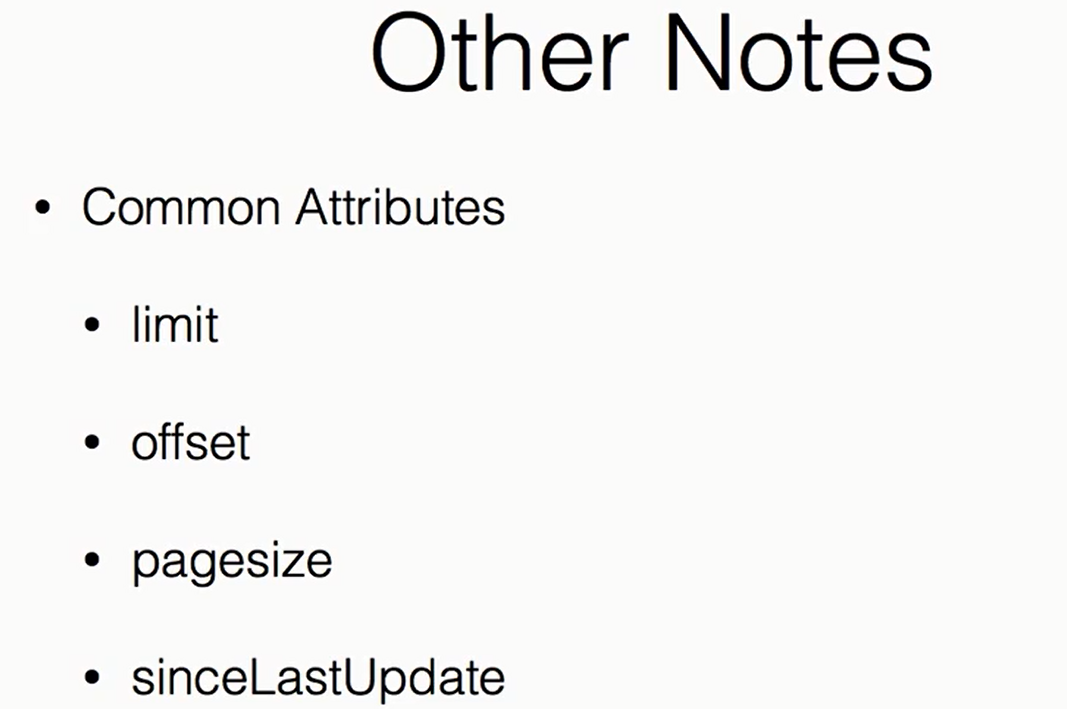 Other Notes
• Common Attributes
• limit
• offset
• pagesize
• sinceLastUpdate